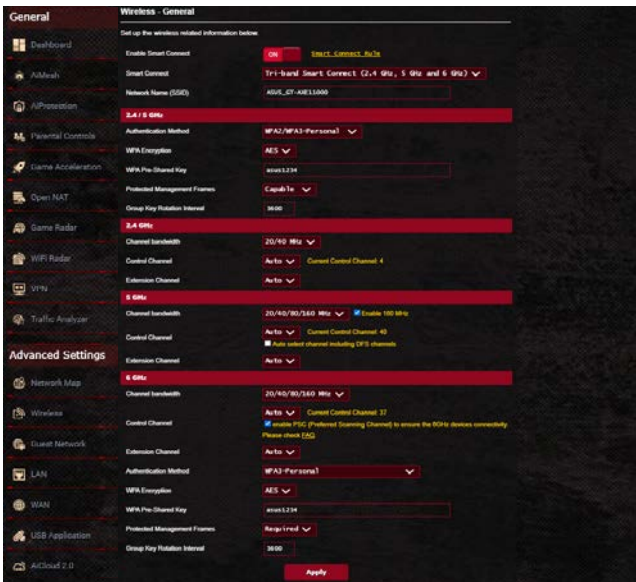 General
Dashboard
AiMesh
AiProtection
Parental Controls
Game Acceleration
Open NAT
Game Radar
WiFi Radar
VPN
Traffic Analyzer
Advanced Settings
Network Map
Wireless
Guest Network
LAN
WAN
USB Application
AiCloud 2.0
Wireless - General
Set up the wireless related information below.
Enable Smart Connect ON Smart Connect Rule
Smart Connect Tri-band Smart Connect (2.4 GHz, 5 GHz and 6 GHz)
Network Name (SSID) ASUS_GT-AXE11000
2.4 / 5 GHz
Authentication Method WPA2/WPA3-Personal
WPA Encryption AES
WPA Pre-Shared Key asus1234
Protected Management Frames Capable
Group Key Rotation Interval 3600
2.4 GHz
Channel bandwidth 20/40 MHz
Control Channel Auto Current Control Channel: 4
Extension Channel Auto
5 GHz
Channel bandwidth 20/40/80/160 MHz Enable 160 MHz
Control Channel Auto Current Control Channel: 40
Auto select channel including DFS channels
Extension Channel Auto
6 GHz
Channel bandwidth 20/40/80/160 MHz
Control Channel Auto Current Control Channel: 37
enable PSC (Preferred Scanning Channel) to ensure the 6GHz devices connectivity.
Please check FAQ
Extension Channel Auto
Authentication Method WPA3-Personal
WPA Encryption AES
WPA Pre-Shared Key asus1234
Protected Management Frames Required
Group Key Rotation Interval 3600
Apply